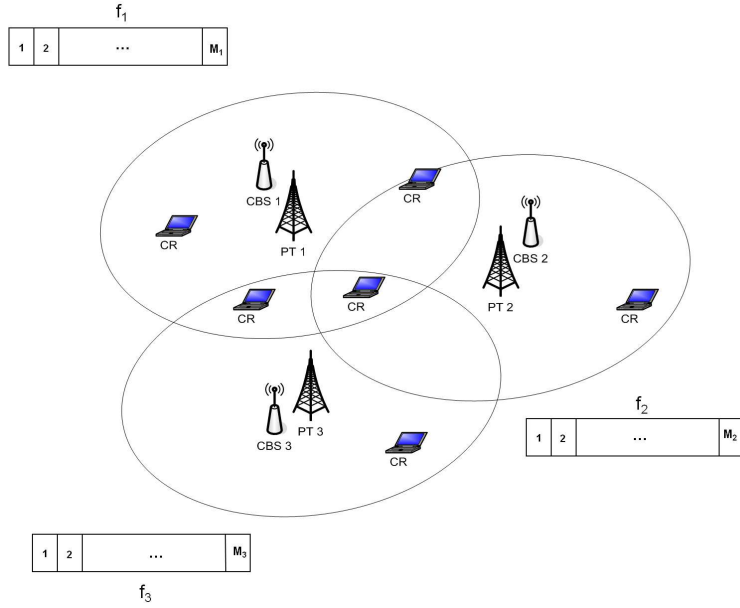 f₁
1 2 ... M₁
CBS 1
CR
CR
PT 1
CBS 2
PT 2
CR
CR
CR
PT 3
CBS 3
CR
f₂
1 2 ... M₂
1 2 ... M₃
f₃